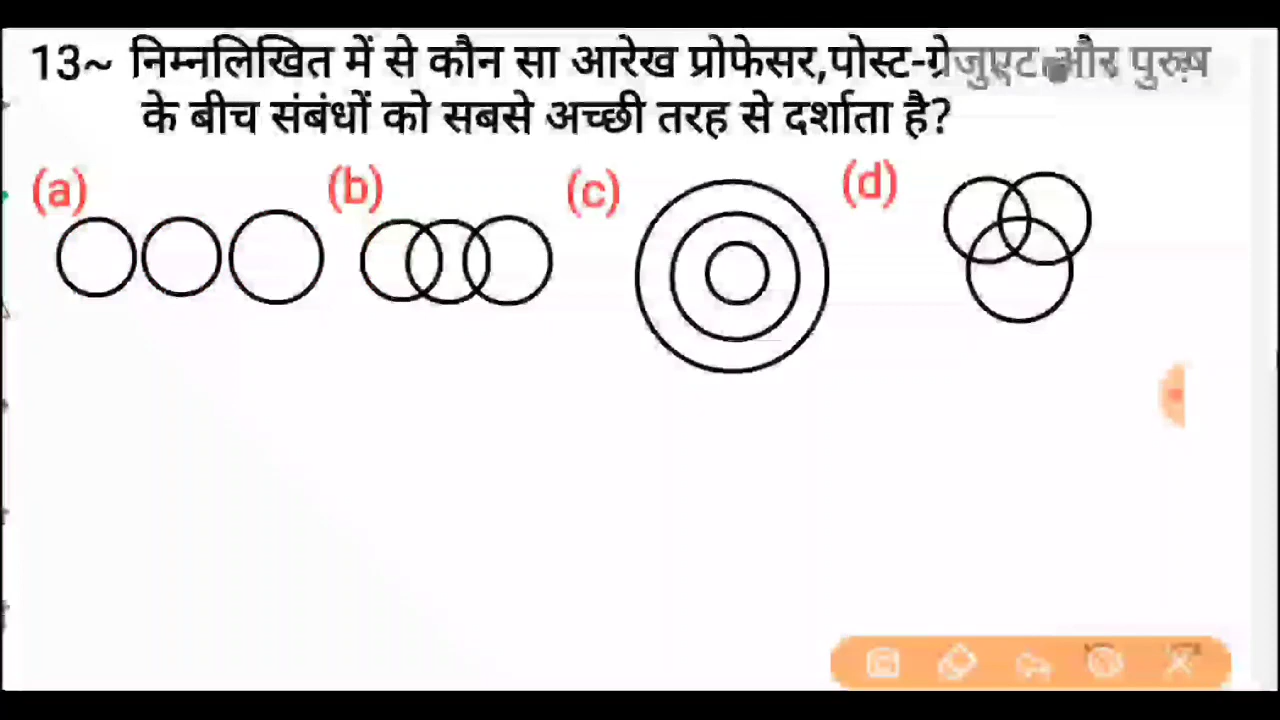 13~ निम्नलिखित में से कौन सा आरेख प्रोफेसर,पोस्ट-ग्रेजुएट और पुरुष
के बीच संबंधों को सबसे अच्छी तरह से दर्शाता है?
(a) (b) (c) (d)